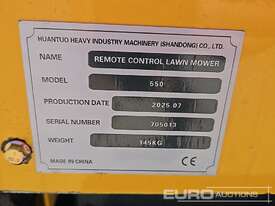 HUANTUO HEAVY INDUSTRY MACHINERY (SHANDONG) CO., LTD.
NAME REMOTE CONTROL LAWN MOWER
MODEL 550
PRODUCTION DATE 2025.07
SERIAL NUMBER 705013
WEIGHT 145KG
MADE IN CHINA CE
EURO
AUCTIONS